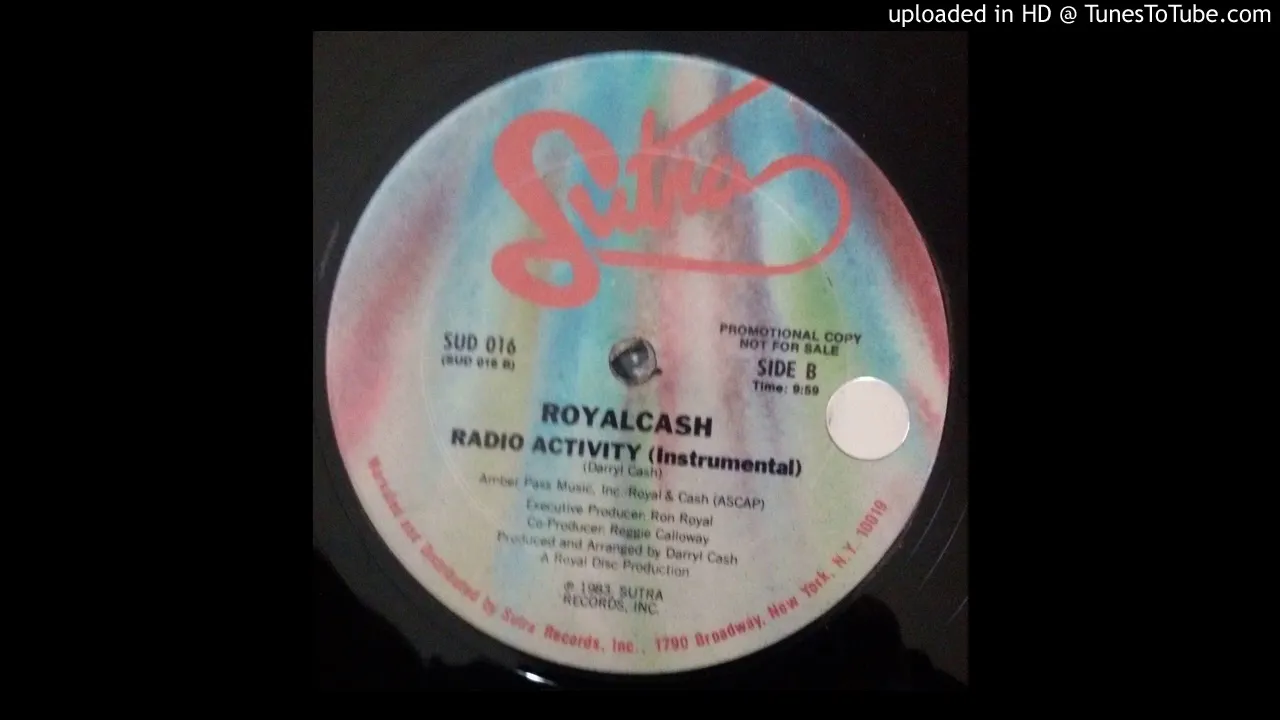 uploaded in HD @ TunesToTube.com
Sutra
SUD 016
(SUD 016 B)
PROMOTIONAL COPY
NOT FOR SALE
SIDE B
Time: 9:59
ROYALCASH
RADIO ACTIVITY (Instrumental)
(Darryl Cash)
Amber Pass Music, Inc. Royal & Cash (ASCAP)
Executive Producer: Ron Royal
Co-Producer: Reggie Calloway
Produced and Arranged by Darryl Cash
A Royal Disc Production
℗ 1983, SUTRA
RECORDS, INC.
Marketed and Distributed by Sutra Records, Inc., 1790 Broadway, New York, N.Y. 10019